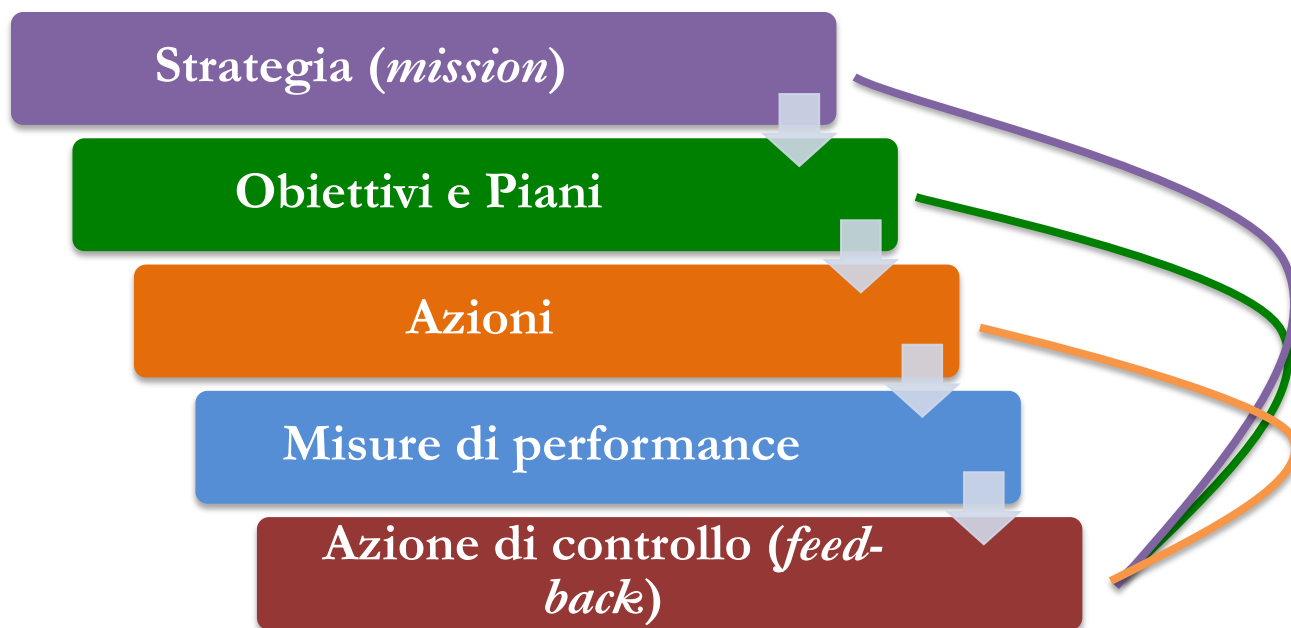 Strategia (mission)
Obiettivi e Piani
Azioni
Misure di performance
Azione di controllo (feed-
back)